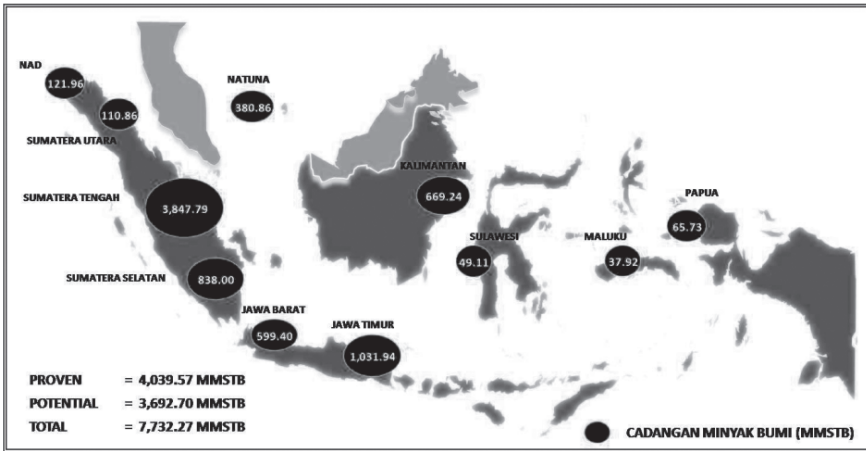 NAD
121.96
NATUNA
380.86
110.86
SUMATERA UTARA
KALIMANTAN
669.24
SUMATERA TENGAH
3,847.79
PAPUA
65.73
SULAWESI
49.11
MALUKU
37.92
SUMATERA SELATAN
838.00
JAWA BARAT
599.40
JAWA TIMUR
1,031.94
PROVEN = 4,039.57 MMSTB
POTENTIAL = 3,692.70 MMSTB
TOTAL = 7,732.27 MMSTB
CADANGAN MINYAK BUMI (MMSTB)